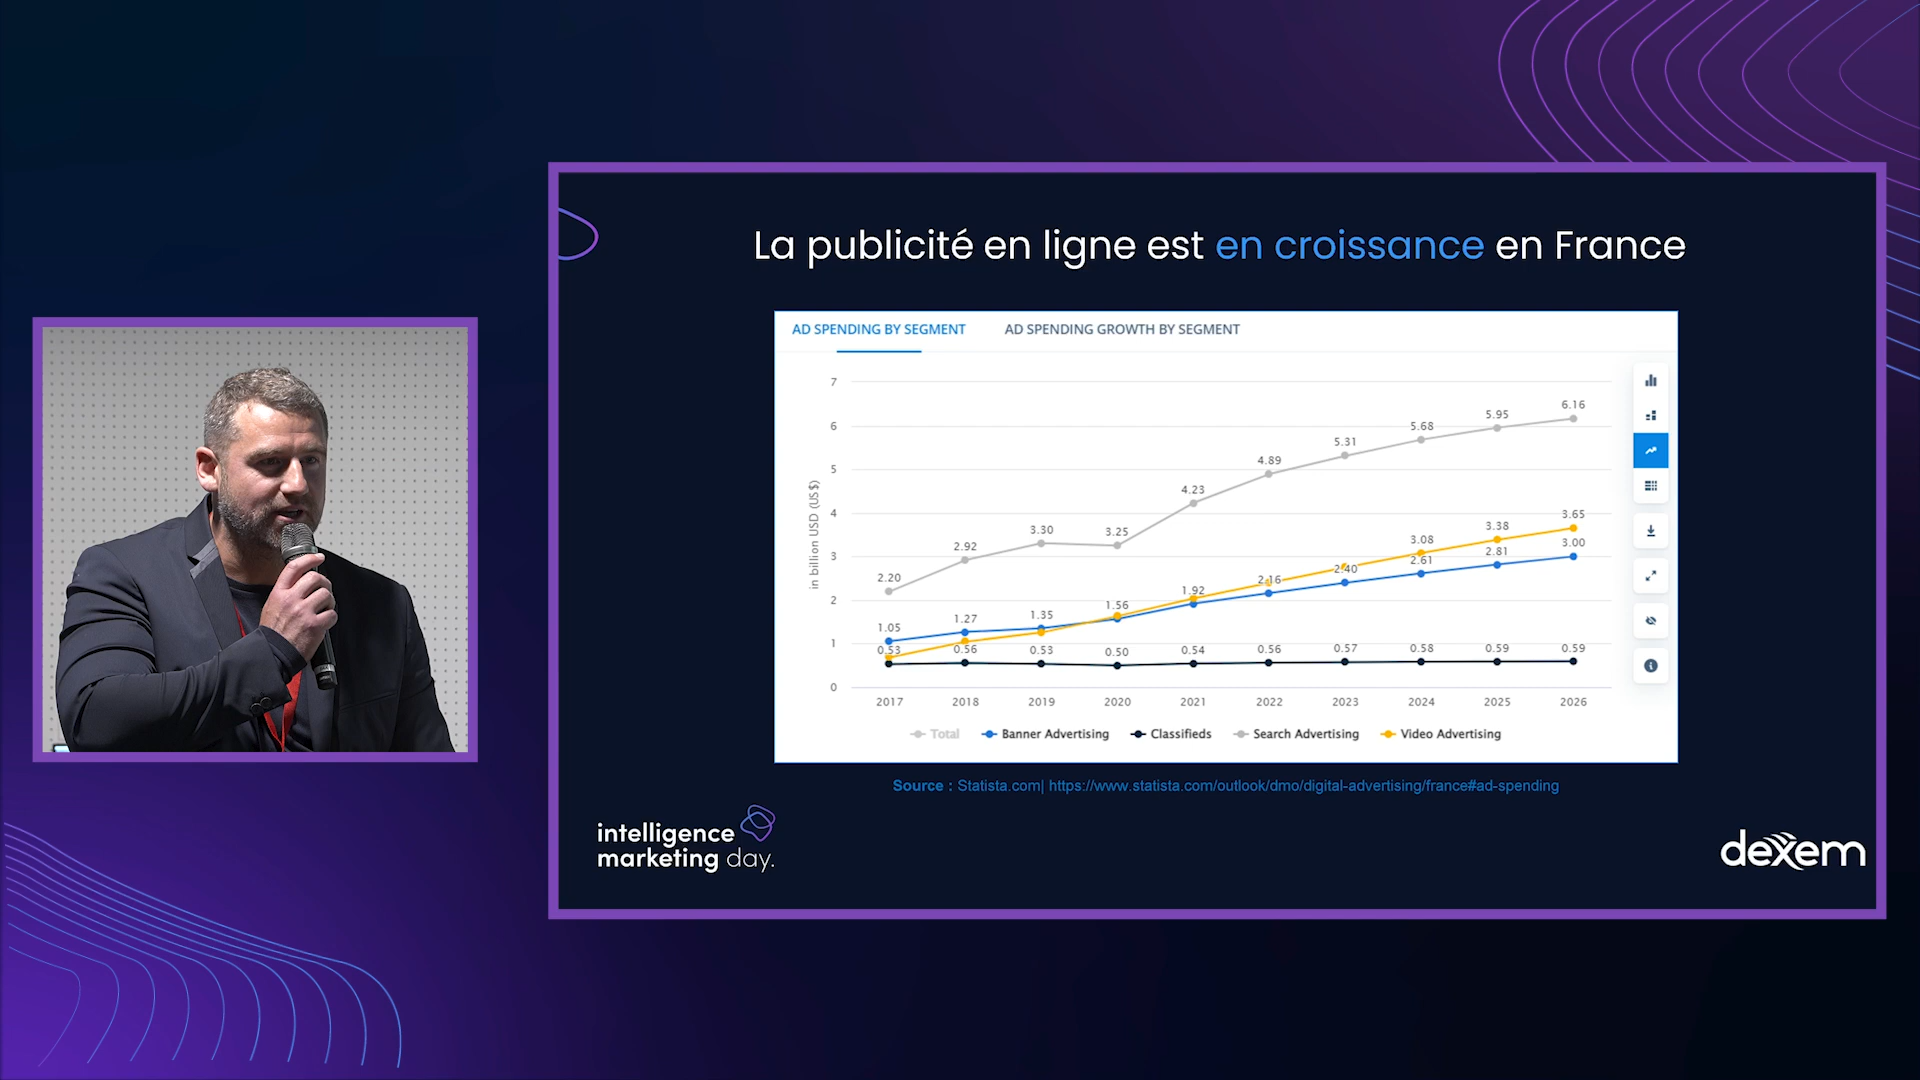 La publicité en ligne est en croissance en France
AD SPENDING BY SEGMENT AD SPENDING GROWTH BY SEGMENT
in billion USD (US$)
7
6
5
4
3
2
1
0
2.20 2.92 3.30 3.25 4.23 4.89 5.31 5.68 5.95 6.16
3.08 3.38 3.65
1.05 1.27 1.35 1.56 1.92 2.16 2.40 2.61 2.81 3.00
0.53 0.56 0.53 0.50 0.54 0.56 0.57 0.58 0.59 0.59
2017 2018 2019 2020 2021 2022 2023 2024 2025 2026
Total Banner Advertising Classifieds Search Advertising Video Advertising
Source : Statista.com| https://www.statista.com/outlook/dmo/digital-advertising/france#ad-spending
intelligence
marketing day.
dexem